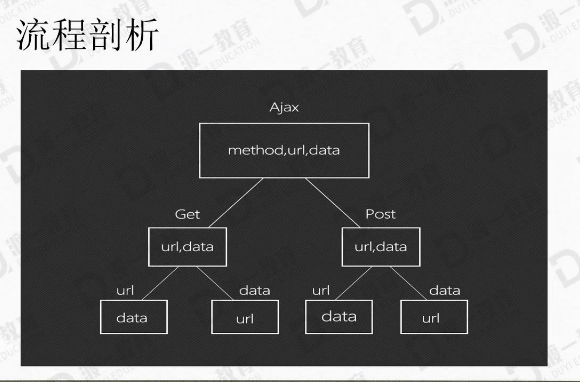 流程剖析
Ajax
method,url,data
Get
Post
url,data
url,data
url
data
url
data
data
url
data
url
渡一教育
DUYI EDUCATION